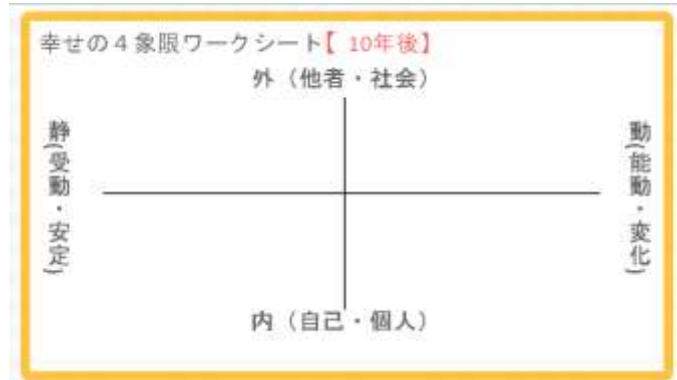 幸せの４象限ワークシート【 10年後】
外（他者・社会）
静(受動・安定)
動(能動・変化)
内（自己・個人）